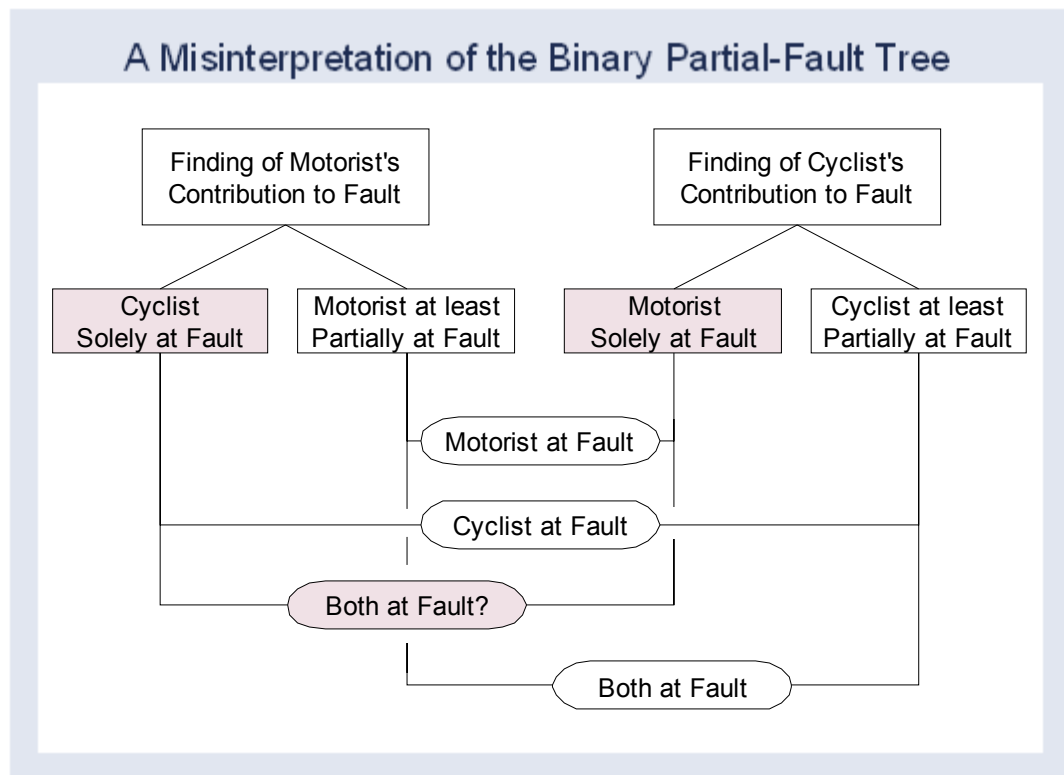 A Misinterpretation of the Binary Partial-Fault Tree
Finding of Motorist's
Contribution to Fault
Finding of Cyclist's
Contribution to Fault
Cyclist
Solely at Fault
Motorist at least
Partially at Fault
Motorist
Solely at Fault
Cyclist at least
Partially at Fault
Motorist at Fault
Cyclist at Fault
Both at Fault?
Both at Fault